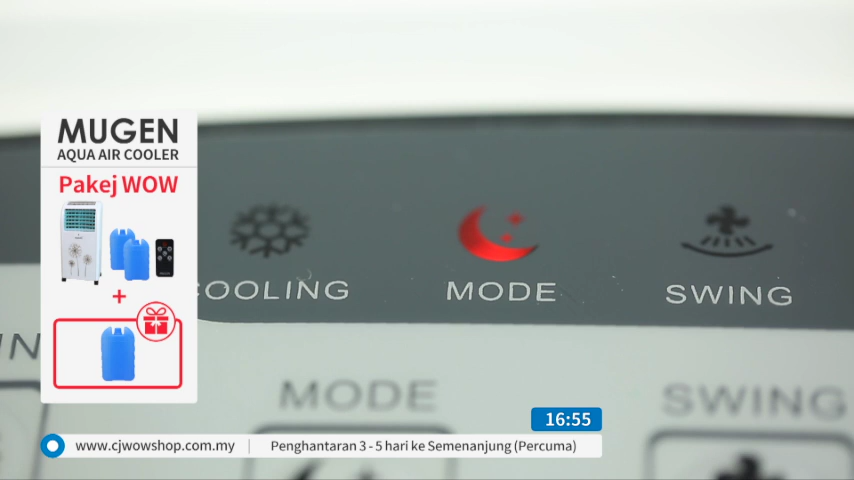 MUGEN
AQUA AIR COOLER
Pakej WOW
+
COOLING
MODE
SWING
MODE
SWING
16:55
www.cjwowshop.com.my | Penghantaran 3 - 5 hari ke Semenanjung (Percuma)